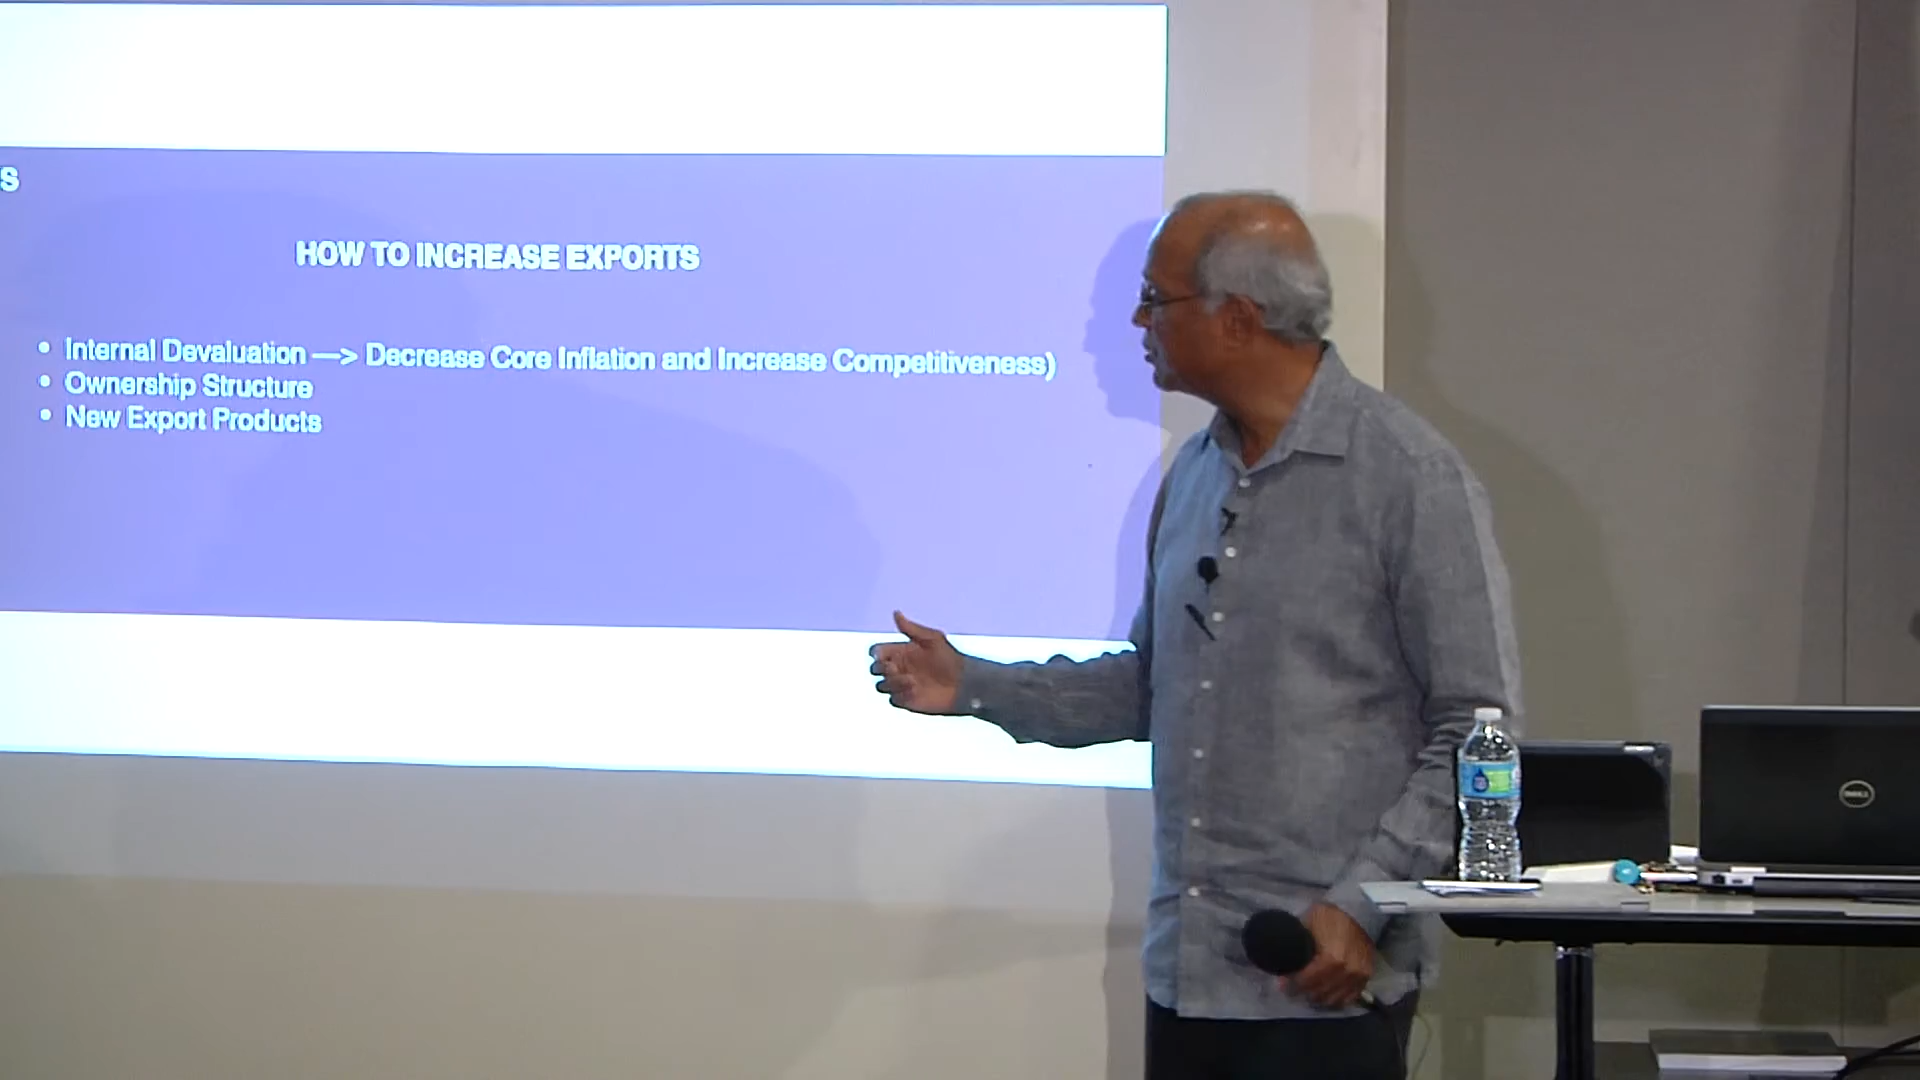 S
HOW TO INCREASE EXPORTS
• Internal Devaluation —> Decrease Core Inflation and Increase Competitiveness)
• Ownership Structure
• New Export Products
DELL